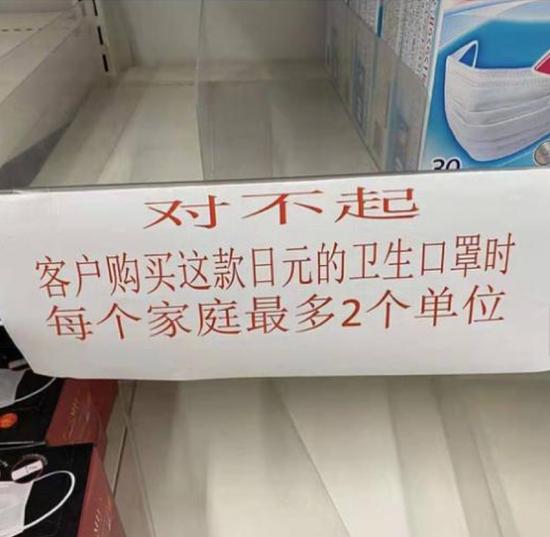 30
对不起
客户购买这款日元的卫生口罩时
每个家庭最多2个单位